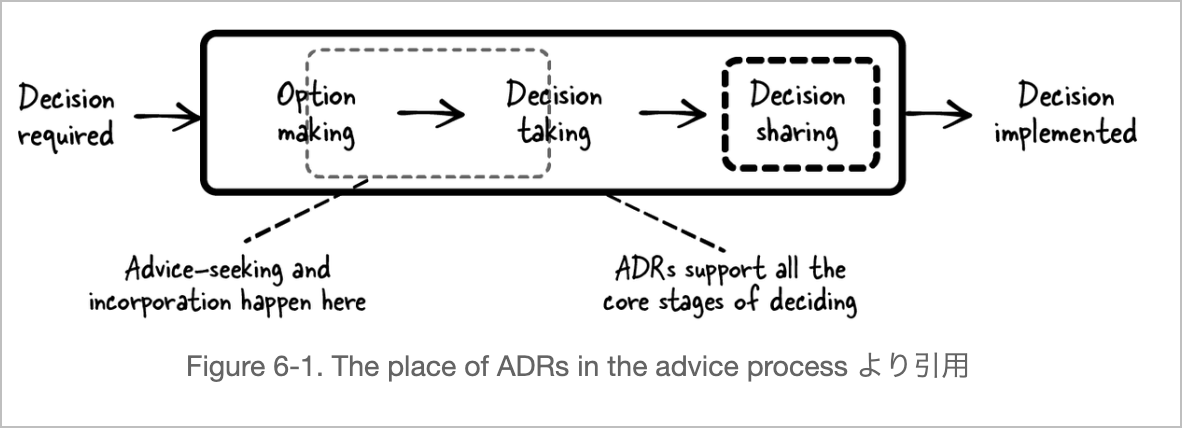 Decision
required
Option
making
Decision
taking
Decision
sharing
Decision
implemented
Advice-seeking and
incorporation happen here
ADRs support all the
core stages of deciding
Figure 6-1. The place of ADRs in the advice process より引用